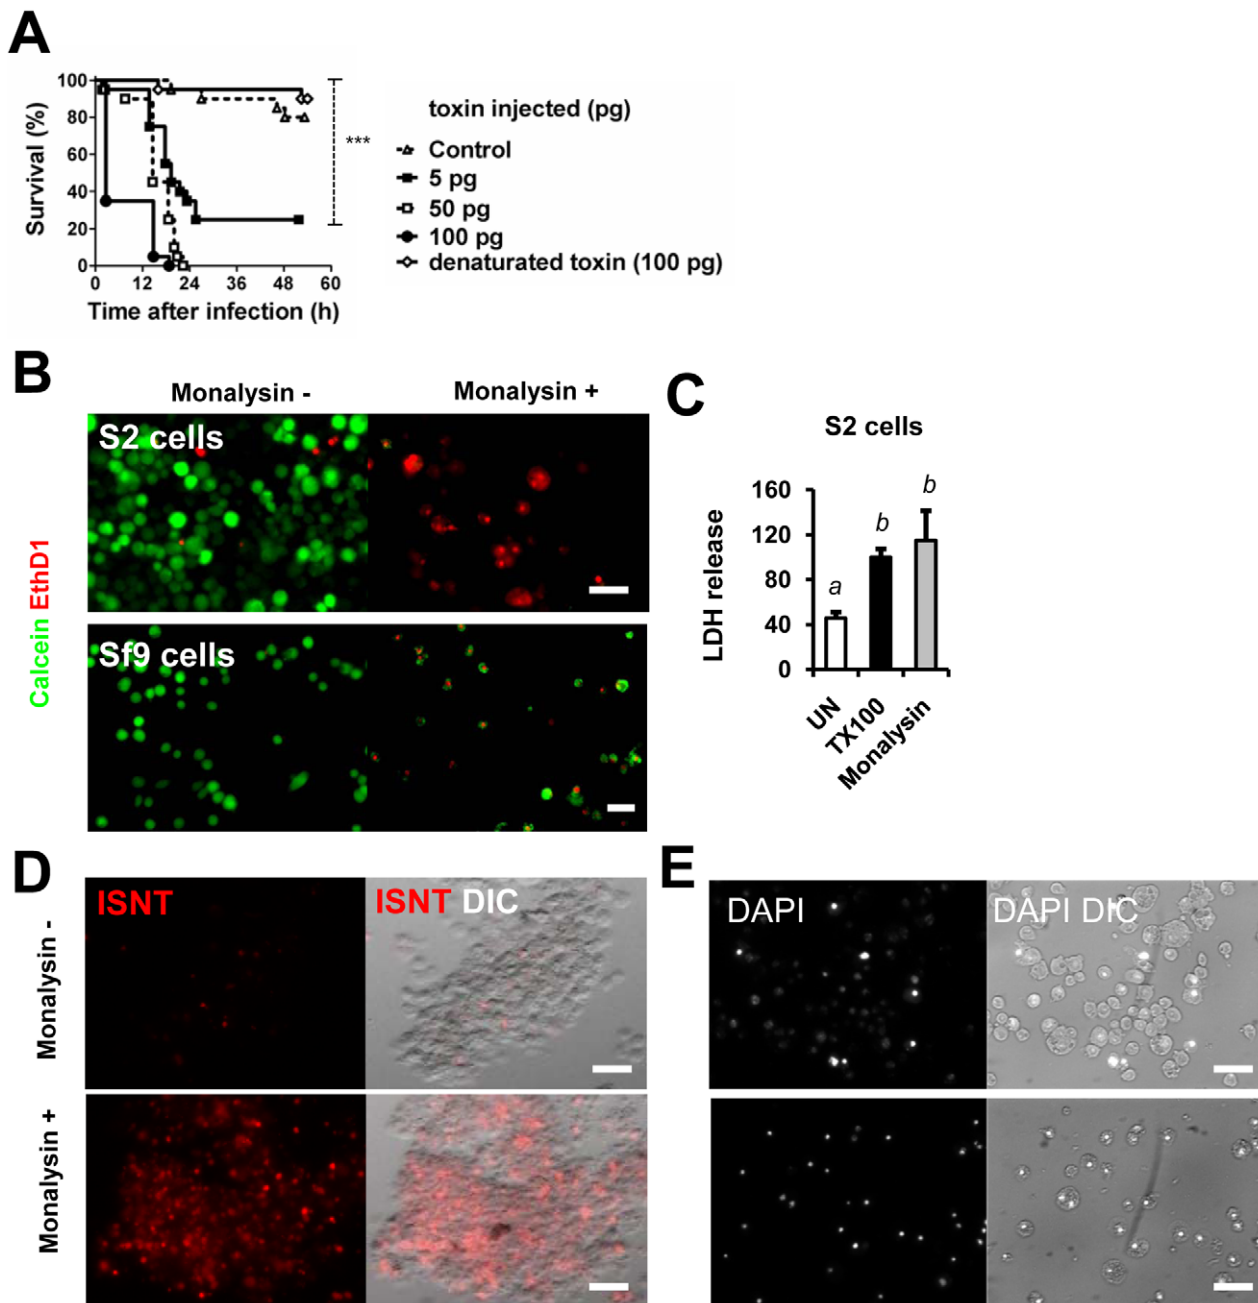 A
100
80
60
40
20
0
Survival (%)
0 12 24 36 48 60
Time after infection (h)
***
toxin injected (pg)
Control
5 pg
50 pg
100 pg
denaturated toxin (100 pg)
B
Monalysin -
Monalysin +
Calcein EthD1
S2 cells
Sf9 cells
C
S2 cells
160
120
80
40
0
LDH release
a
b
b
UN
TX100
Monalysin
D
Monalysin -
Monalysin +
ISNT
ISNT DIC
E
DAPI
DAPI DIC